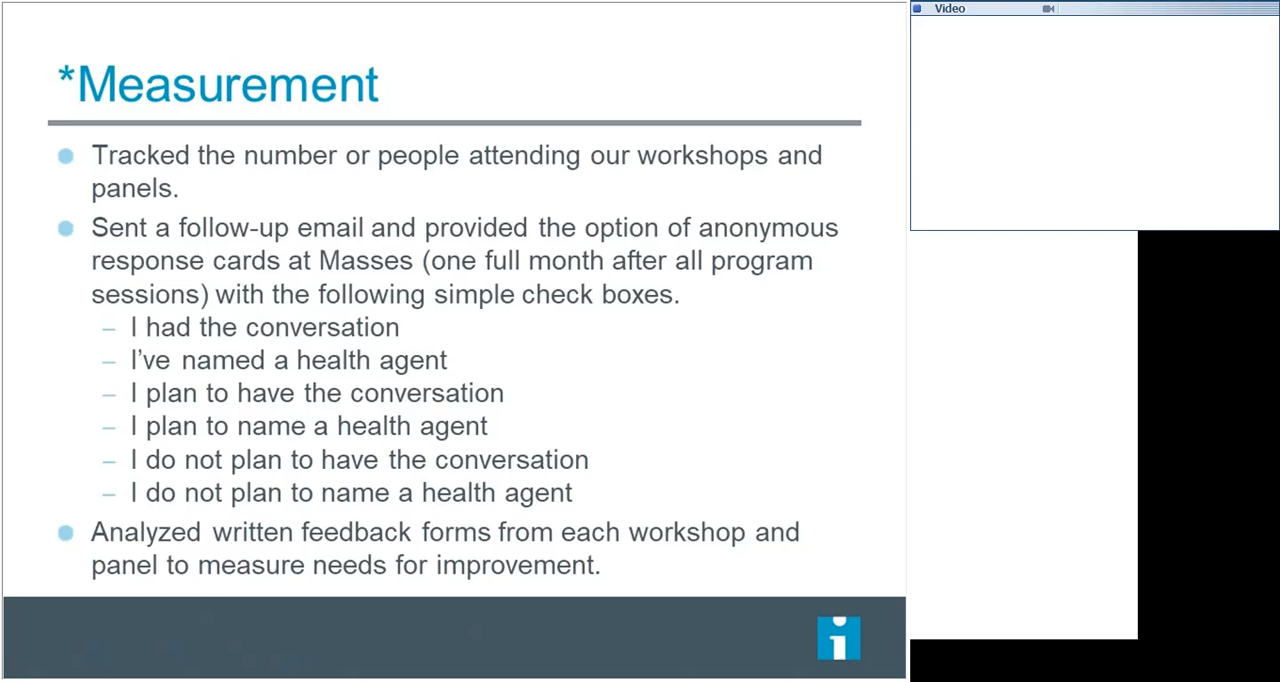 *Measurement
Tracked the number or people attending our workshops and
panels.
Sent a follow-up email and provided the option of anonymous
response cards at Masses (one full month after all program
sessions) with the following simple check boxes.
– I had the conversation
– I’ve named a health agent
– I plan to have the conversation
– I plan to name a health agent
– I do not plan to have the conversation
– I do not plan to name a health agent
Analyzed written feedback forms from each workshop and
panel to measure needs for improvement.
i
Video